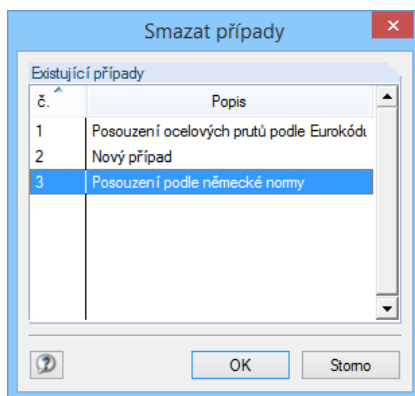 Smazat případy
Existující případy
č. Popis
1 Posouzení ocelových prutů podle Eurokódu
2 Nový případ
3 Posouzení podle německé normy
OK Storno